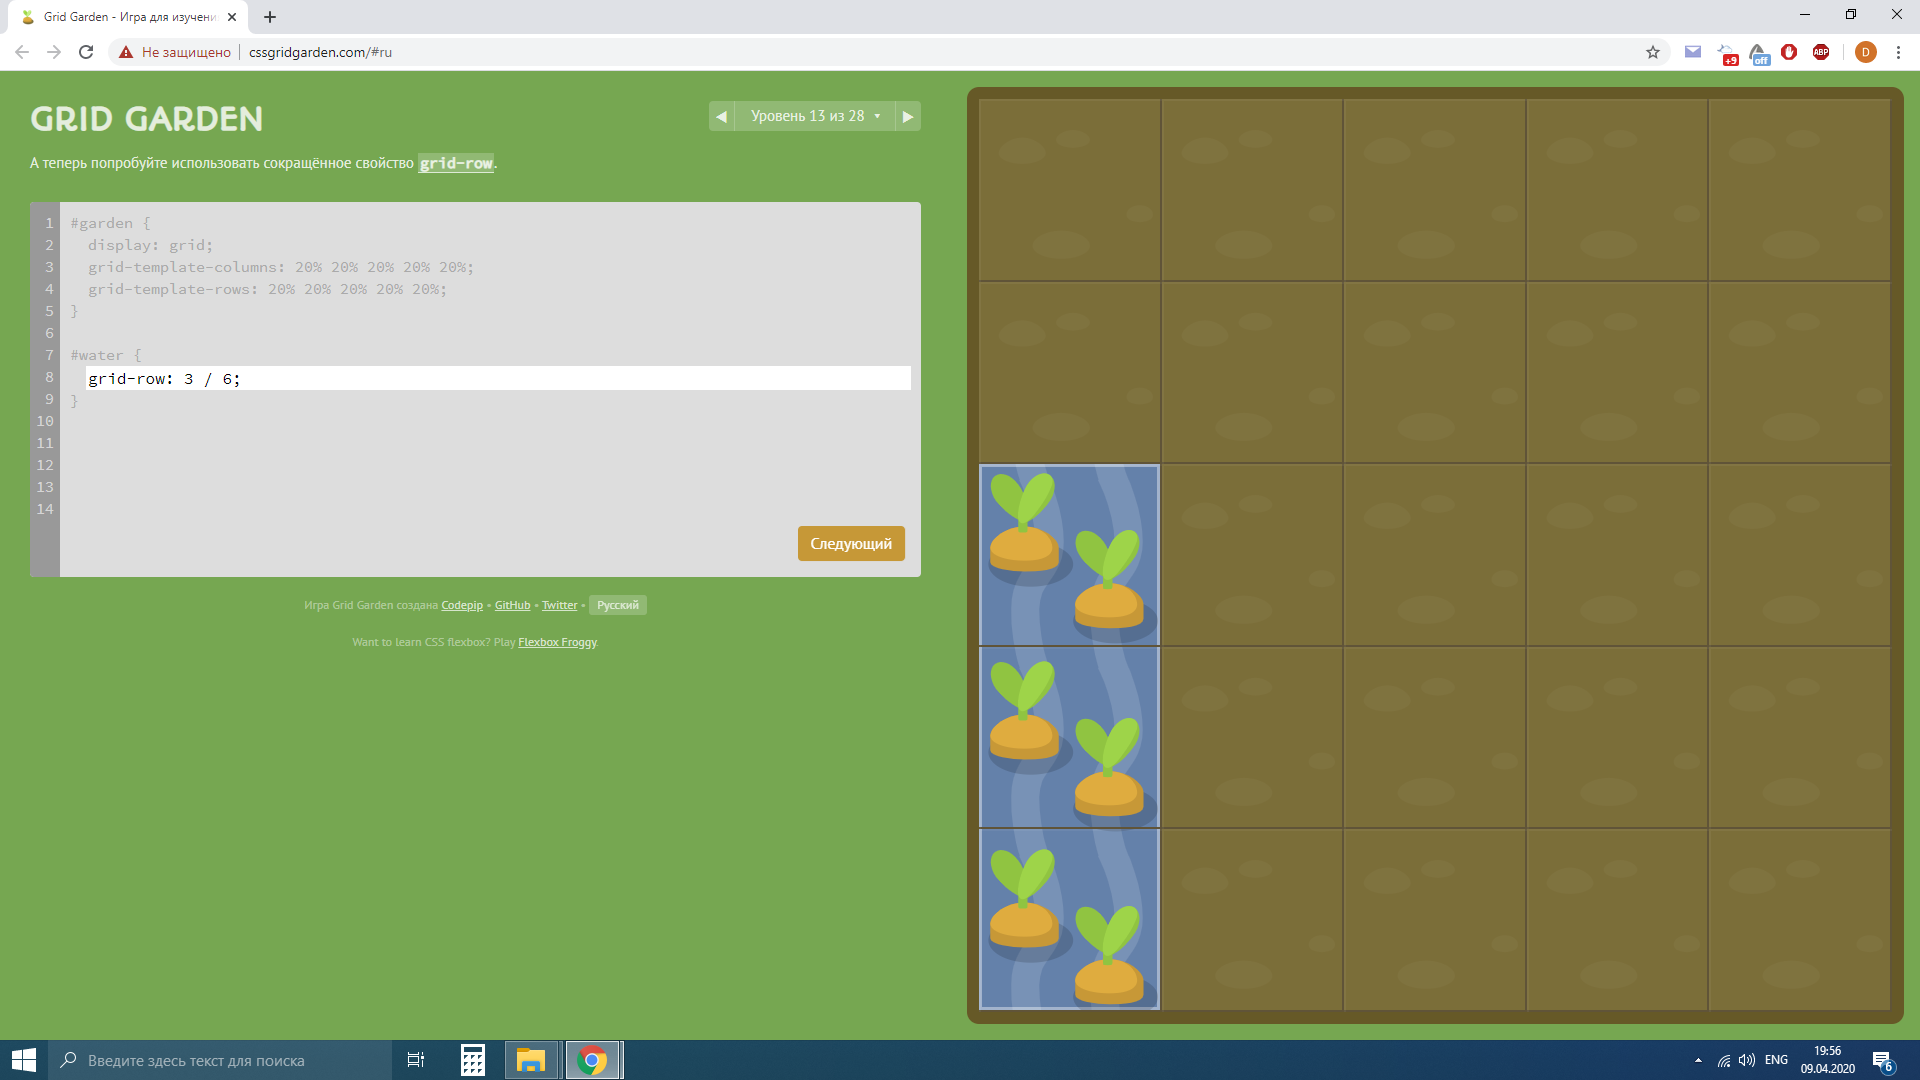 Grid Garden - Игра для изучени
Не защищено
cssgridgarden.com/#ru
+9
off
ABP
D
GRID GARDEN
Уровень 13 из 28
А теперь попробуйте использовать сокращённое свойство grid-row.
1 #garden {
2 display: grid;
3 grid-template-columns: 20% 20% 20% 20% 20%;
4 grid-template-rows: 20% 20% 20% 20% 20%;
5 }
6
7 #water {
8 grid-row: 3 / 6;
9 }
10
11
12
13
14
Следующий
Игра Grid Garden создана Codepip • GitHub • Twitter • Русский
Want to learn CSS flexbox? Play Flexbox Froggy.
Введите здесь текст для поиска
ENG
19:56
09.04.2020
6